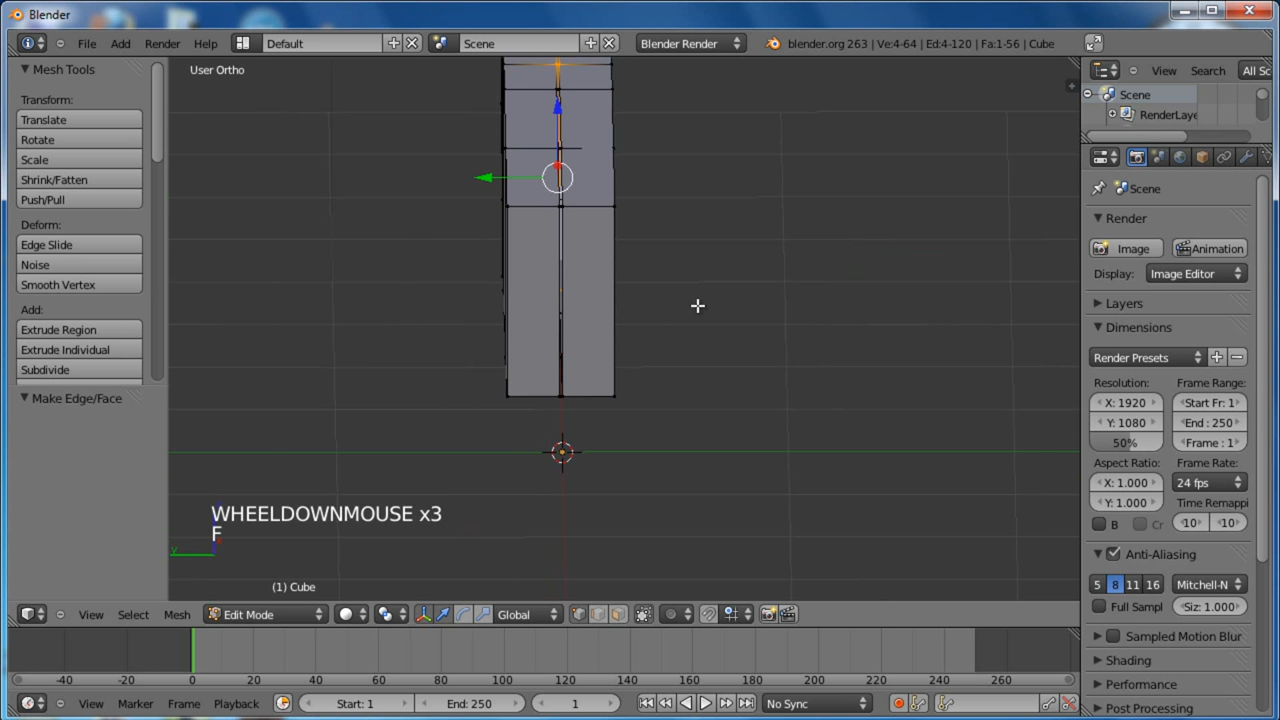 Blender
File Add Render Help Default Scene Blender Render blender.org 263 | Ve:4-64 | Ed:4-120 | Fa:1-56 | Cube
Mesh Tools
Transform:
Translate
Rotate
Scale
Shrink/Fatten
Push/Pull
Deform:
Edge Slide
Noise
Smooth Vertex
Add:
Extrude Region
Extrude Individual
Subdivide
Make Edge/Face
User Ortho
WHEELDOWNMOUSE x3
F
y
(1) Cube
View Search All Sc
Scene
RenderLaye
Scene
Render
Image Animation
Display: Image Editor
Layers
Dimensions
Render Presets
Resolution: Frame Range:
X: 1920 Start Fr: 1
Y: 1080 End : 250
50% Frame : 1
Aspect Ratio: Frame Rate:
X: 1.000 24 fps
Y: 1.000 Time Remappi
B Cr 10 10
Anti-Aliasing
5 8 11 16 Mitchell-N
Full Sampl Siz: 1.000
Sampled Motion Blur
Shading
Performance
Post Processing
View Select Mesh Edit Mode Global
-40 -20 0 20 40 60 80 100 120 140 160 180 200 220 240 260
View Marker Frame Playback Start: 1 End: 250 1 No Sync